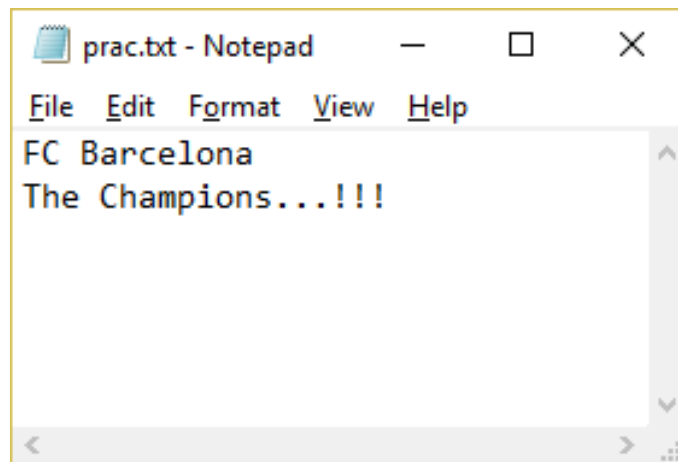 prac.txt - Notepad
File Edit Format View Help
FC Barcelona
The Champions...!!!